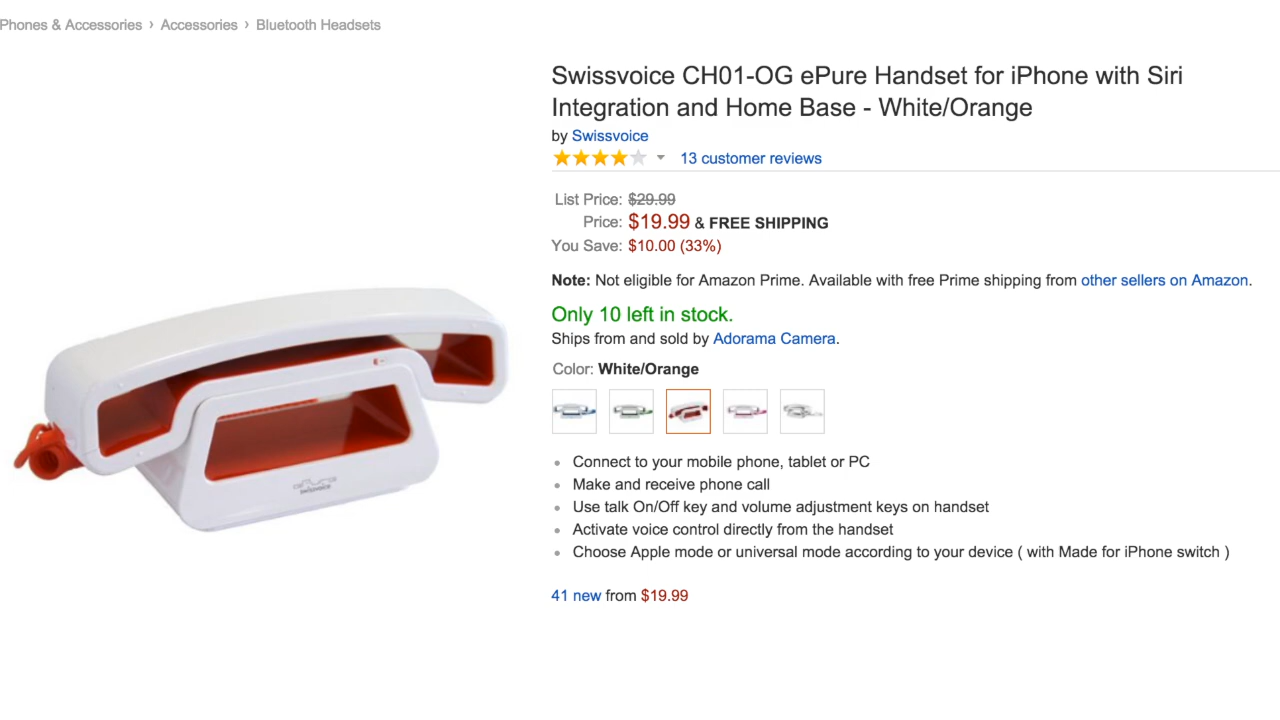 Phones & Accessories › Accessories › Bluetooth Headsets
Swissvoice CH01-OG ePure Handset for iPhone with Siri
Integration and Home Base - White/Orange
by Swissvoice
13 customer reviews
List Price: $29.99
Price: $19.99 & FREE SHIPPING
You Save: $10.00 (33%)
Note: Not eligible for Amazon Prime. Available with free Prime shipping from other sellers on Amazon.
Only 10 left in stock.
Ships from and sold by Adorama Camera.
Color: White/Orange
swissvoice
• Connect to your mobile phone, tablet or PC
• Make and receive phone call
• Use talk On/Off key and volume adjustment keys on handset
• Activate voice control directly from the handset
• Choose Apple mode or universal mode according to your device ( with Made for iPhone switch )
41 new from $19.99